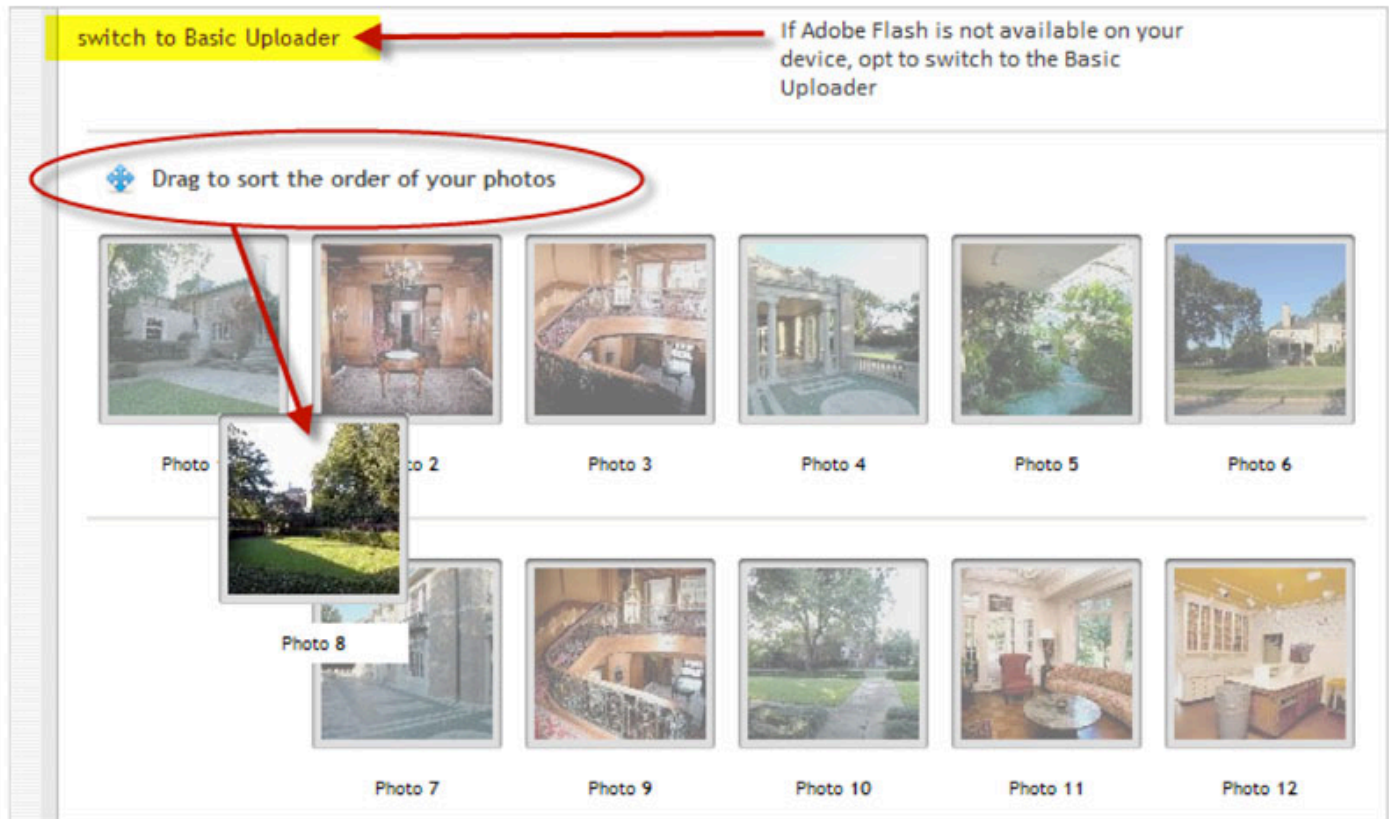 switch to Basic Uploader
If Adobe Flash is not available on your
device, opt to switch to the Basic
Uploader
Drag to sort the order of your photos
Photo
o 2
Photo 3
Photo 4
Photo 5
Photo 6
Photo 8
Photo 7
Photo 9
Photo 10
Photo 11
Photo 12